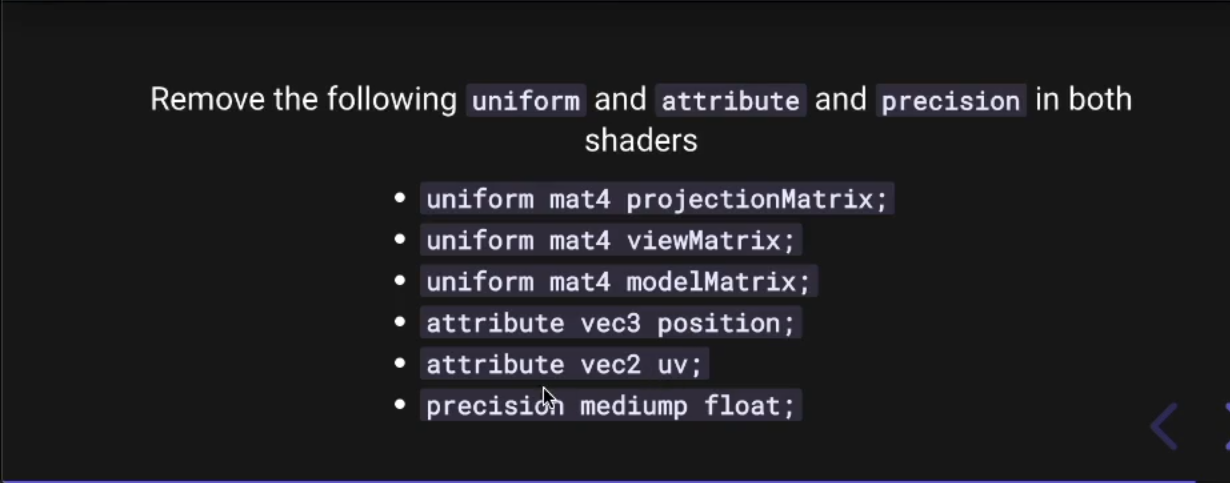 Remove the following uniform and attribute and precision in both
shaders
• uniform mat4 projectionMatrix;
• uniform mat4 viewMatrix;
• uniform mat4 modelMatrix;
• attribute vec3 position;
• attribute vec2 uv;
• precision mediump float;